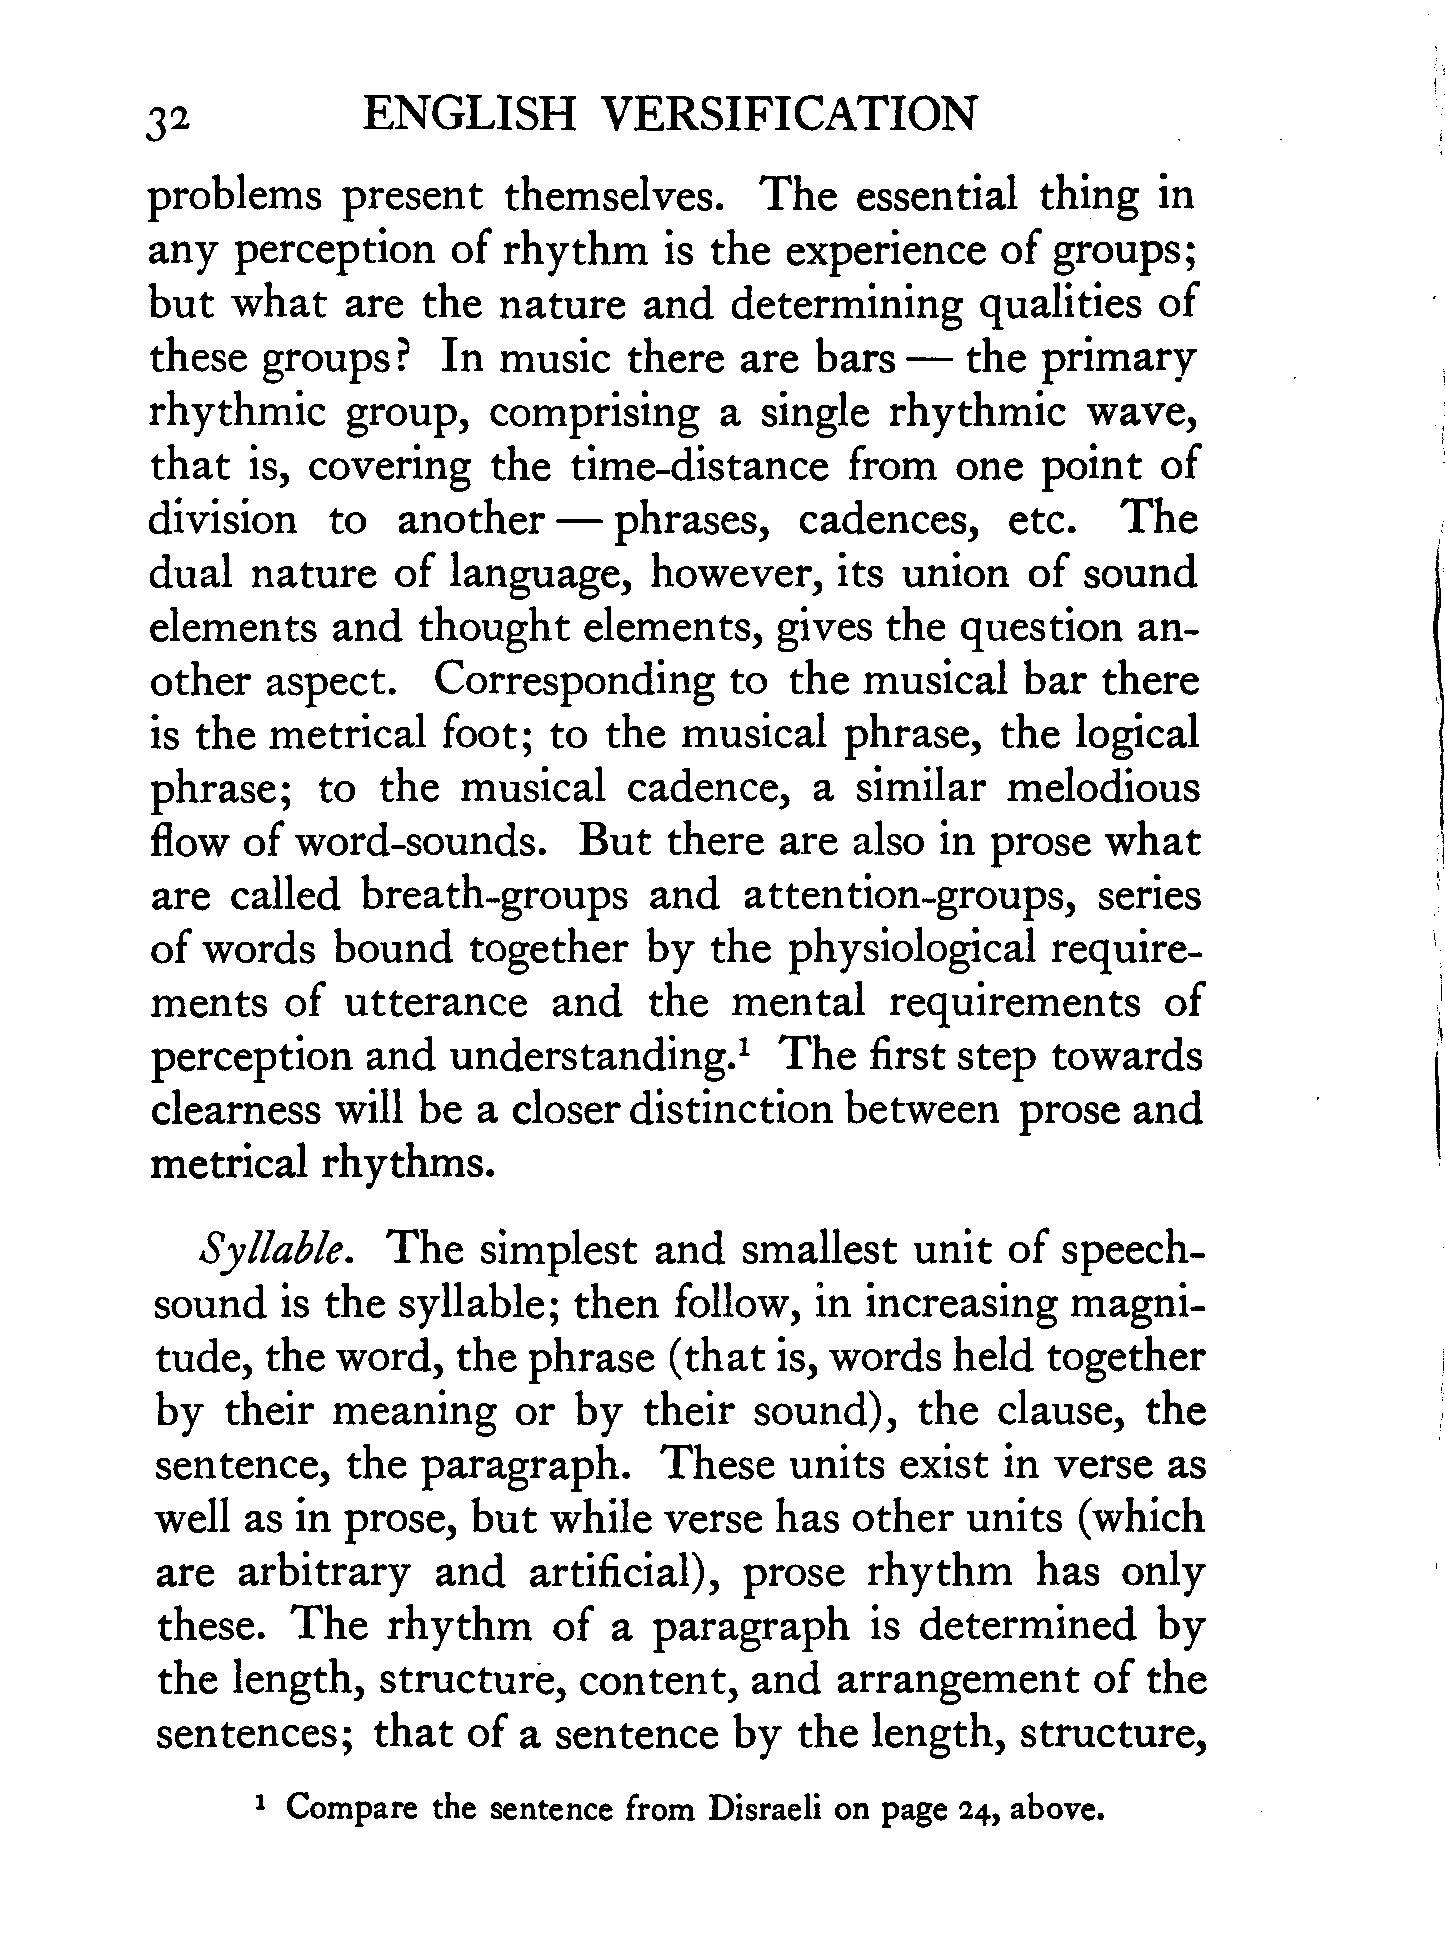 32 ENGLISH VERSIFICATION
problems present themselves. The essential thing in
any perception of rhythm is the experience of groups;
but what are the nature and determining qualities of
these groups? In music there are bars — the primary
rhythmic group, comprising a single rhythmic wave,
that is, covering the time-distance from one point of
division to another — phrases, cadences, etc. The
dual nature of language, however, its union of sound
elements and thought elements, gives the question an-
other aspect. Corresponding to the musical bar there
is the metrical foot; to the musical phrase, the logical
phrase; to the musical cadence, a similar melodious
flow of word-sounds. But there are also in prose what
are called breath-groups and attention-groups, series
of words bound together by the physiological require-
ments of utterance and the mental requirements of
perception and understanding.¹ The first step towards
clearness will be a closer distinction between prose and
metrical rhythms.
Syllable. The simplest and smallest unit of speech-
sound is the syllable; then follow, in increasing magni-
tude, the word, the phrase (that is, words held together
by their meaning or by their sound), the clause, the
sentence, the paragraph. These units exist in verse as
well as in prose, but while verse has other units (which
are arbitrary and artificial), prose rhythm has only
these. The rhythm of a paragraph is determined by
the length, structure, content, and arrangement of the
sentences; that of a sentence by the length, structure,
¹ Compare the sentence from Disraeli on page 24, above.